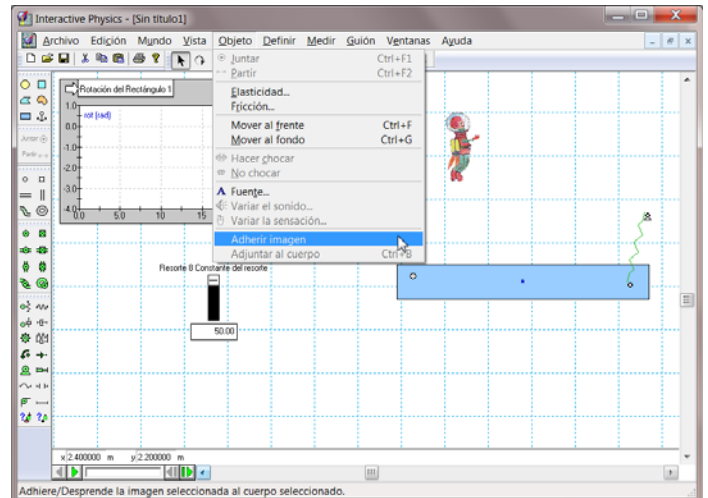 Interactive Physics - [Sin título1]
Archivo Edición Mundo Vista Objeto Definir Medir Guión Ventanas Ayuda
Juntar Ctrl+F1
Partir Ctrl+F2
Elasticidad...
Fricción...
Mover al frente Ctrl+F
Mover al fondo Ctrl+G
Hacer chocar
No chocar
A Fuente...
Variar el sonido...
Variar la sensación...
Adherir imagen
Adjuntar al cuerpo Ctrl+B
Juntar
Partir
Rotación del Rectángulo 1
rot (rad)
1.0
0.0
-1.0
-2.0
-3.0
-4.0
0.0 5.0 10 15
Resorte 8 Constante del resorte
50.00
x 2.400000 m y 2.200000 m
Adhiere/Desprende la imagen seleccionada al cuerpo seleccionado.